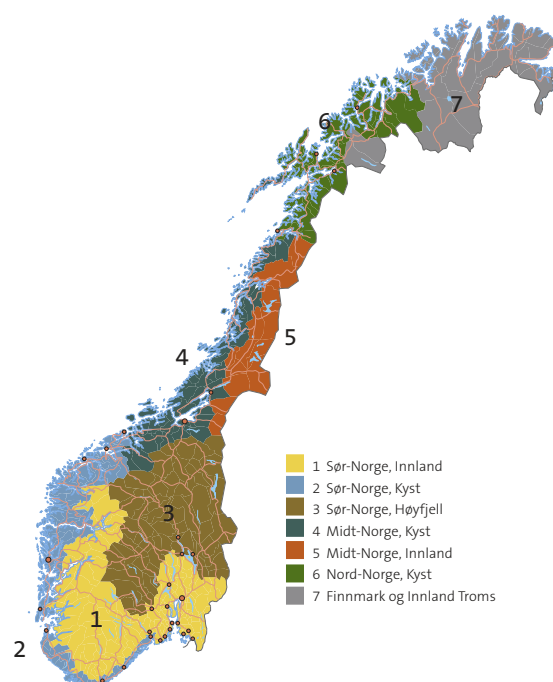 7
6
5
4
3
1
2
1 Sør-Norge, Innland
2 Sør-Norge, Kyst
3 Sør-Norge, Høyfjell
4 Midt-Norge, Kyst
5 Midt-Norge, Innland
6 Nord-Norge, Kyst
7 Finnmark og Innland Troms